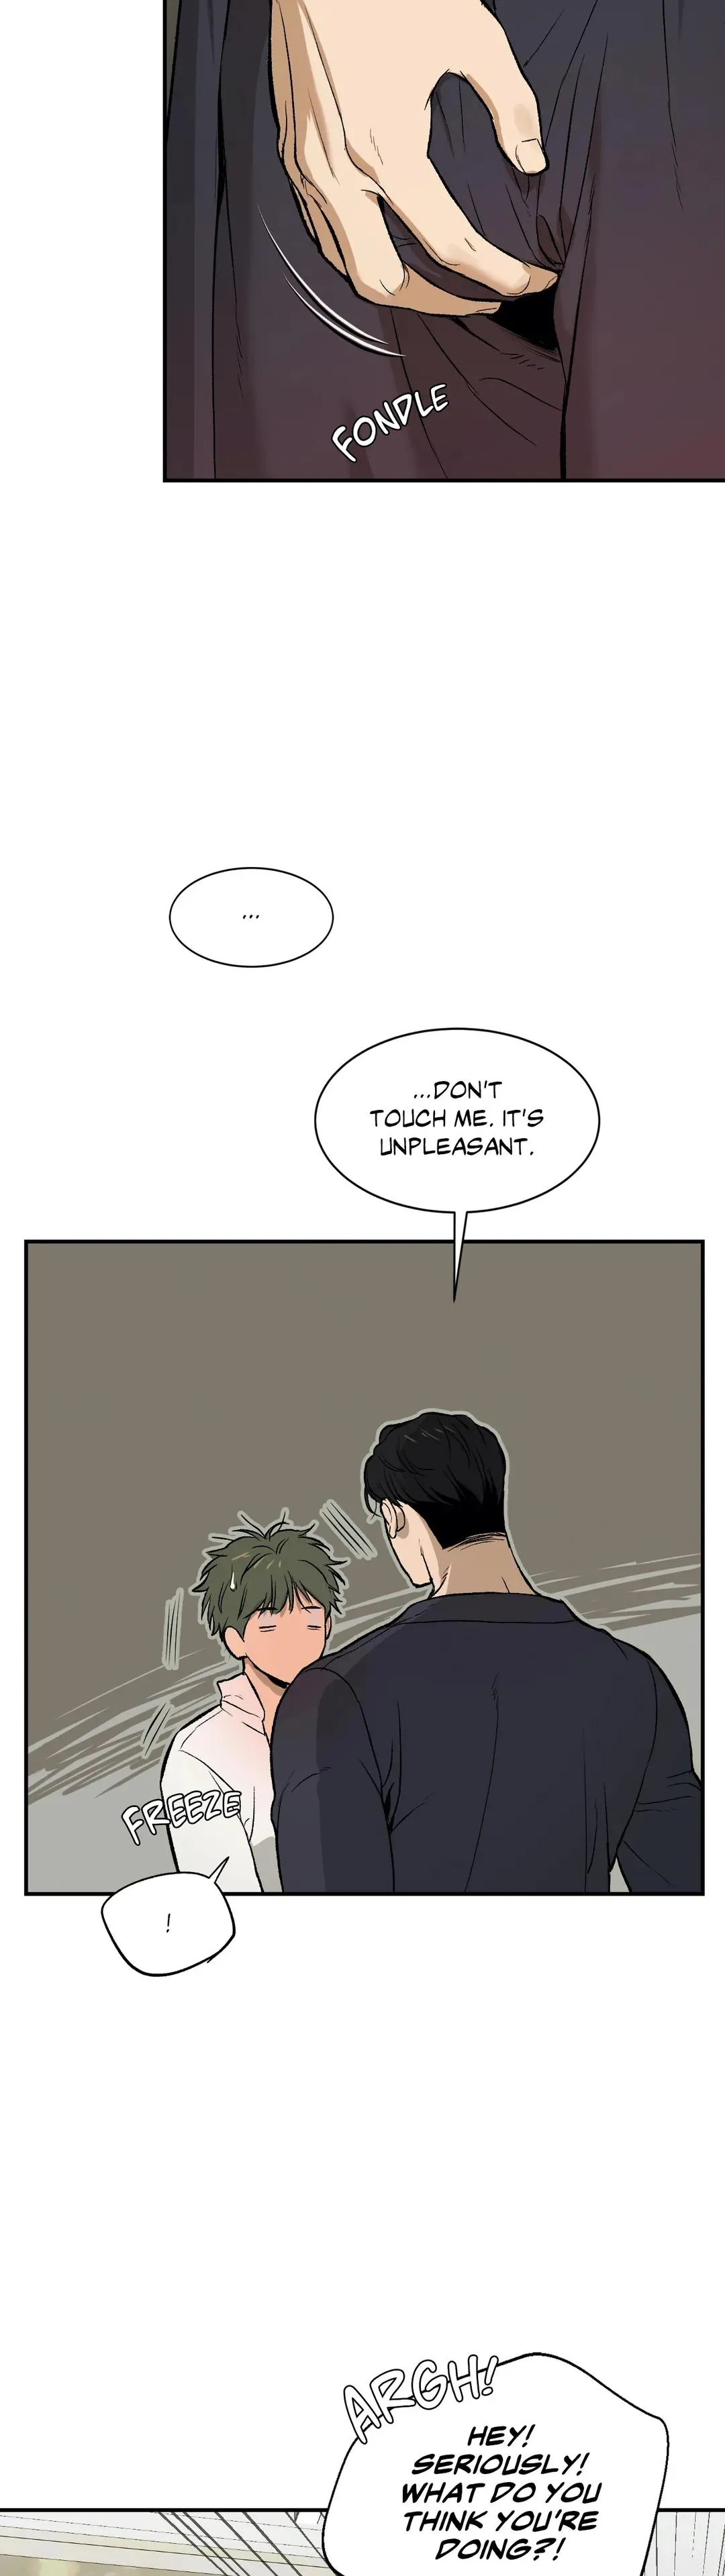 FONDLE
...
...DON'T
TOUCH ME. IT'S
UNPLEASANT.
FREEZE
!
ARGH!
HEY!
SERIOUSLY!
WHAT DO YOU
THINK YOU'RE
DOING?!